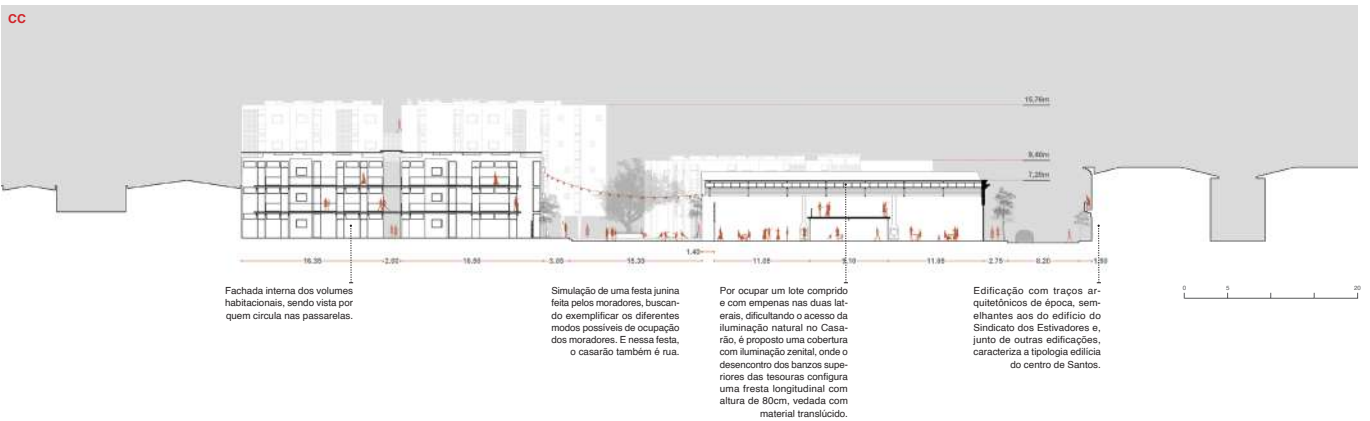 CC
15,76m
9,46m
7,25m
1.40
16.35 2.00 16.50 3.00 15.30 11.05 9.10 11.95 2.75 8.20 1.50
Fachada interna dos volumes
habitacionais, sendo vista por
quem circula nas passarelas.
Simulação de uma festa junina
feita pelos moradores, buscan-
do exemplificar os diferentes
modos possíveis de ocupação
dos moradores. E nessa festa,
o casarão também é rua.
Por ocupar um lote comprido
e com empenas nas duas lat-
erais, dificultando o acesso da
iluminação natural no Casa-
rão, é proposto uma cobertura
com iluminação zenital, onde o
desencontro dos banzos supe-
riores das tesouras configura
uma fresta longitudinal com
altura de 80cm, vedada com
material translúcido.
Edificação com traços ar-
quitetônicos de época, sem-
elhantes aos do edifício do
Sindicato dos Estivadores e,
junto de outras edificações,
caracteriza a tipologia edilícia
do centro de Santos.
0 5 20